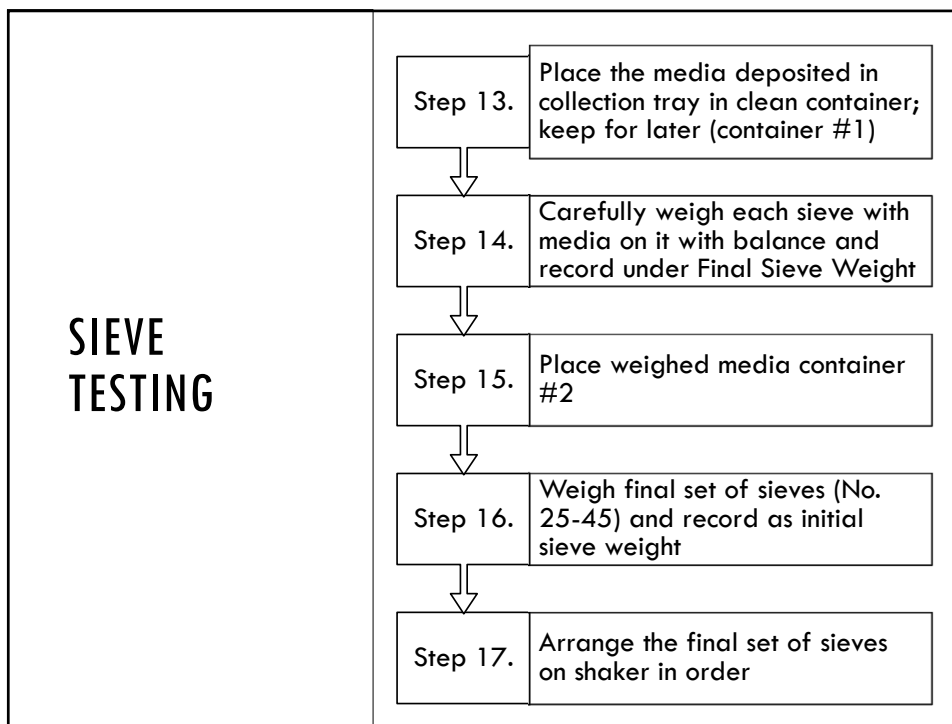 SIEVE
TESTING
Step 13.
Place the media deposited in
collection tray in clean container;
keep for later (container #1)
Step 14.
Carefully weigh each sieve with
media on it with balance and
record under Final Sieve Weight
Step 15.
Place weighed media container
#2
Step 16.
Weigh final set of sieves (No.
25-45) and record as initial
sieve weight
Step 17.
Arrange the final set of sieves
on shaker in order